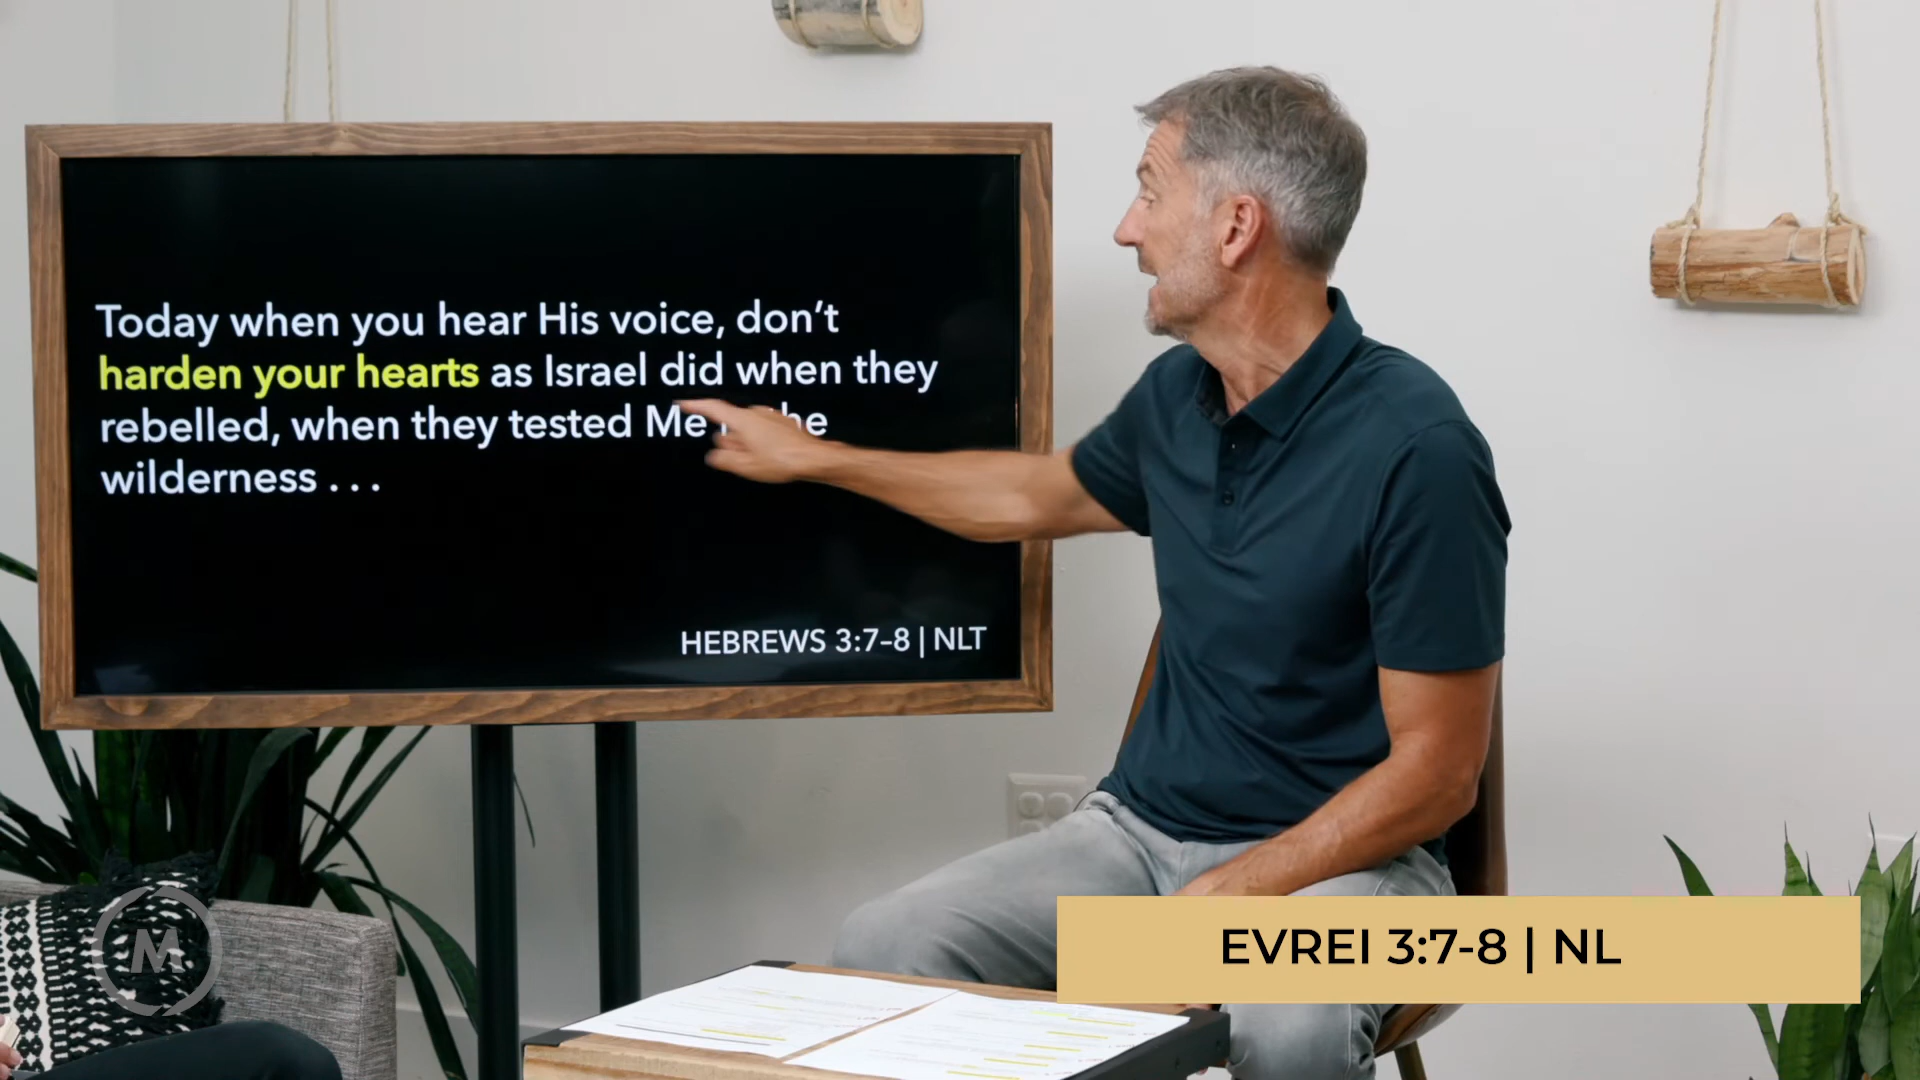 Today when you hear His voice, don’t
harden your hearts as Israel did when they
rebelled, when they tested Me he
wilderness . . .
HEBREWS 3:7–8 | NLT
M
EVREI 3:7-8 | NL